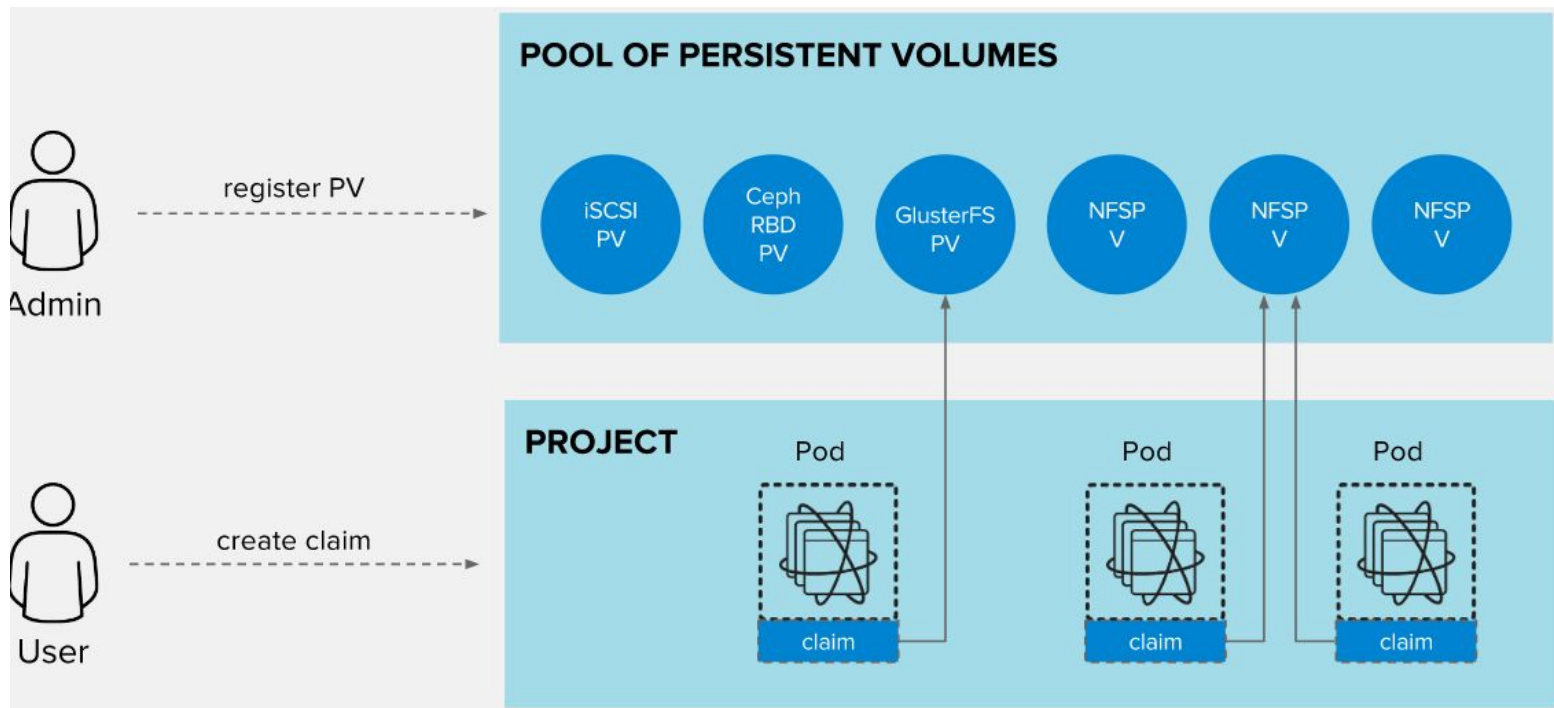 POOL OF PERSISTENT VOLUMES
register PV
Admin
iSCSI
PV
Ceph
RBD
PV
GlusterFS
PV
NFSP
V
NFSP
V
NFSP
V
PROJECT
create claim
User
Pod
claim
Pod
claim
Pod
claim